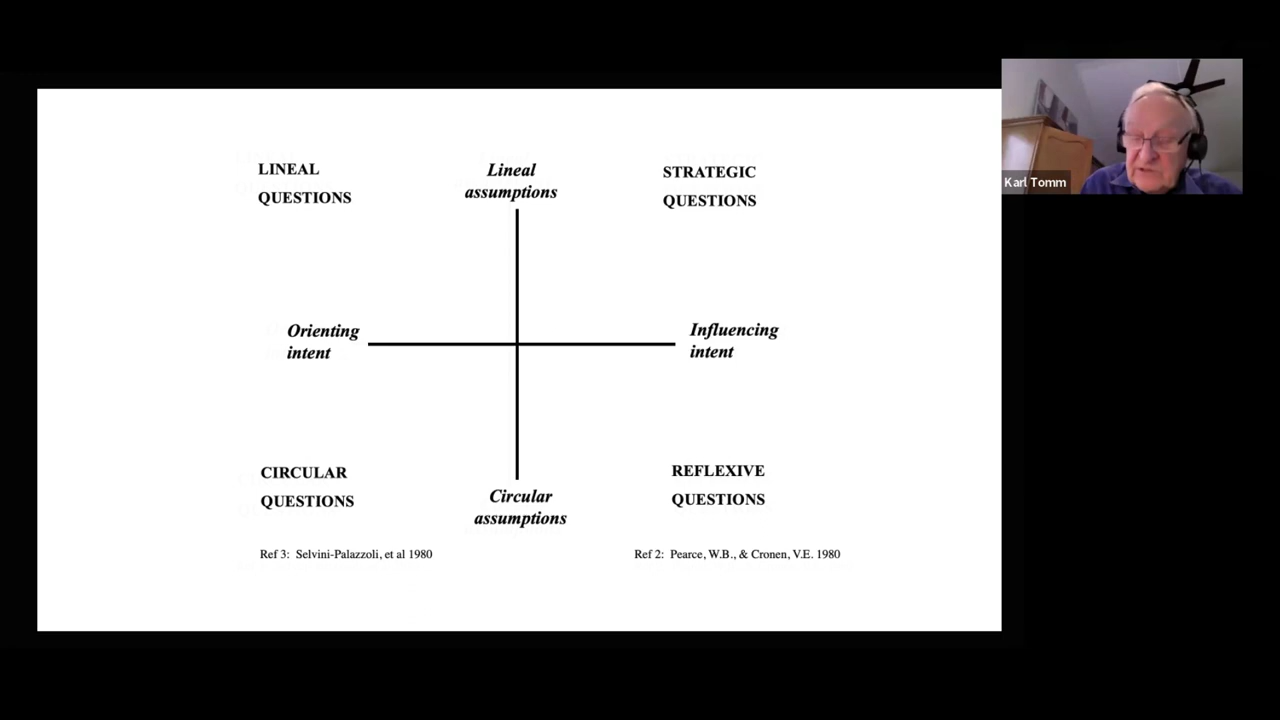 LINEAL
QUESTIONS
Lineal
assumptions
STRATEGIC
QUESTIONS
Karl Tomm
Orienting
intent
Influencing
intent
CIRCULAR
QUESTIONS
Circular
assumptions
REFLEXIVE
QUESTIONS
Ref 3: Selvini-Palazzoli, et al 1980
Ref 2: Pearce, W.B., & Cronen, V.E. 1980